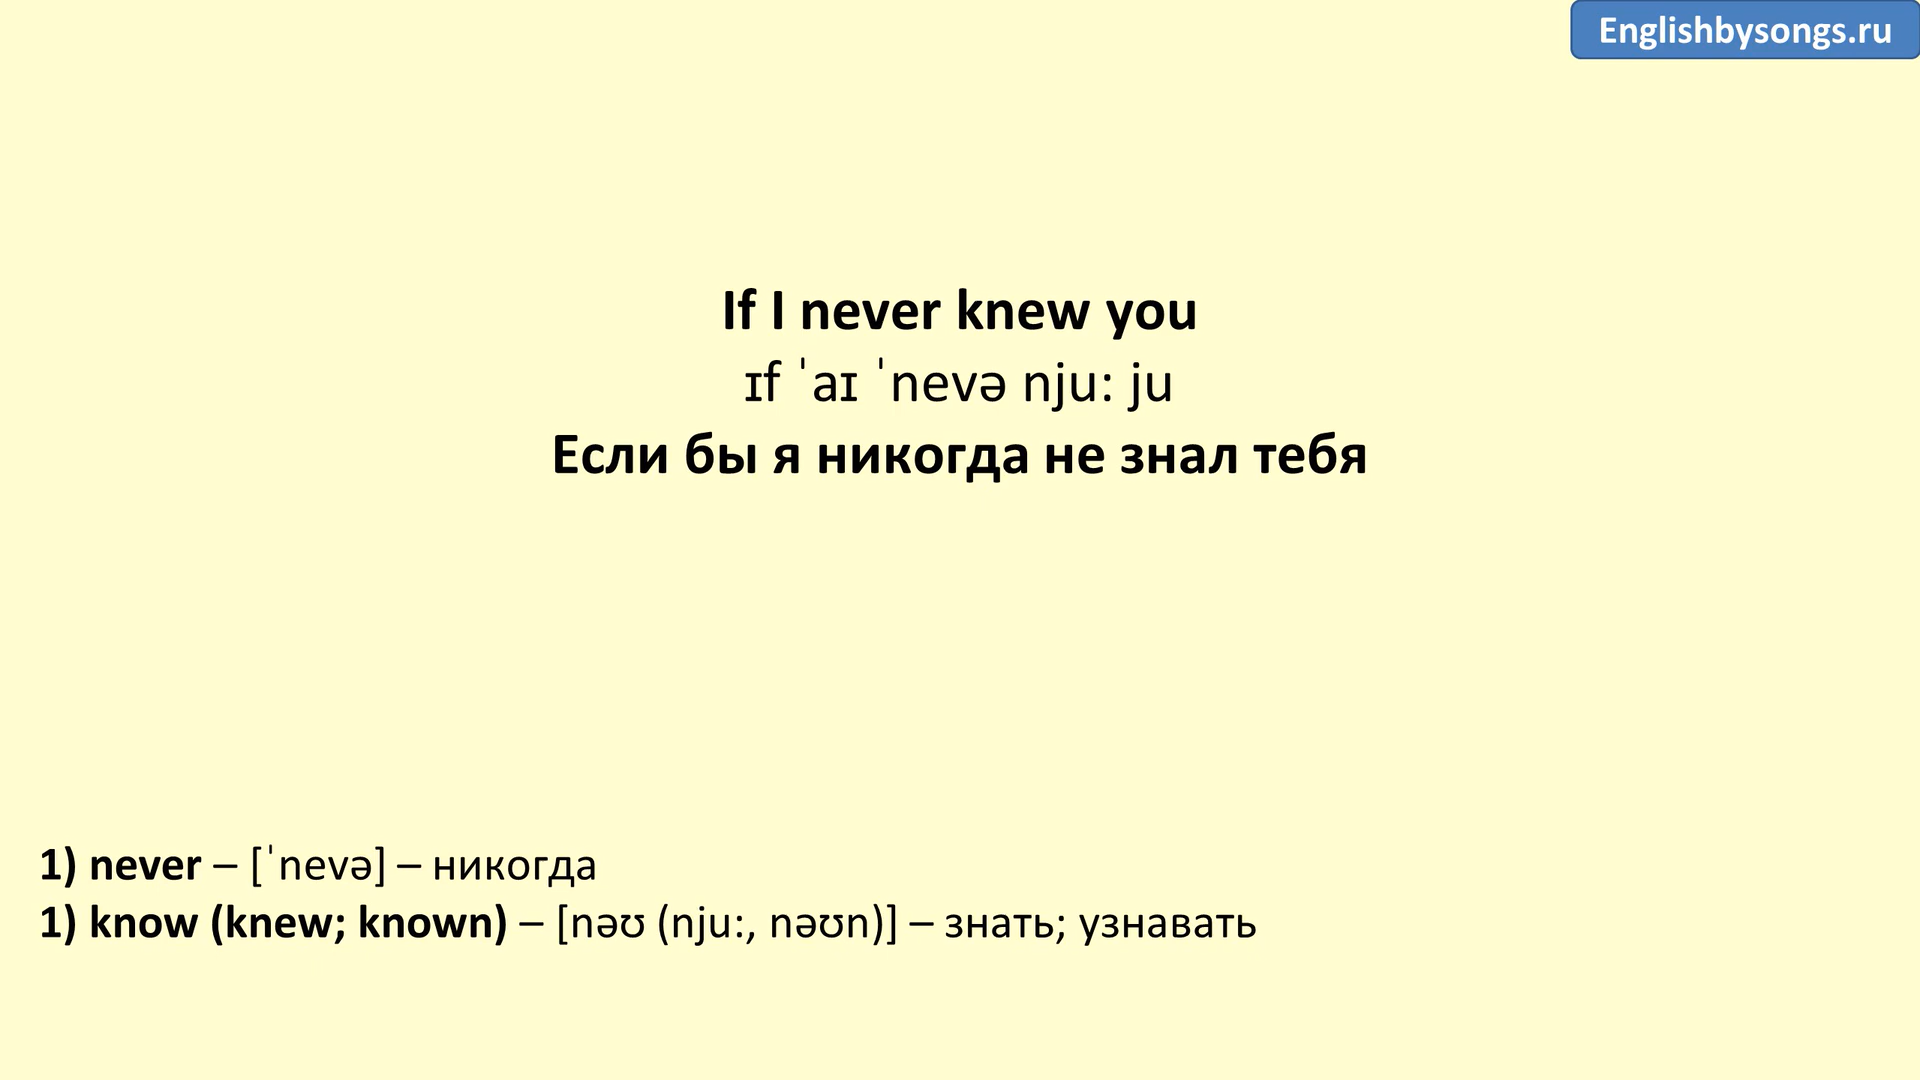 Englishbysongs.ru
If I never knew you
ɪf ˈaɪ ˈnevə nju: ju
Если бы я никогда не знал тебя
1) never – [ˈnevə] – никогда
1) know (knew; known) – [nəʊ (nju:, nəʊn)] – знать; узнавать